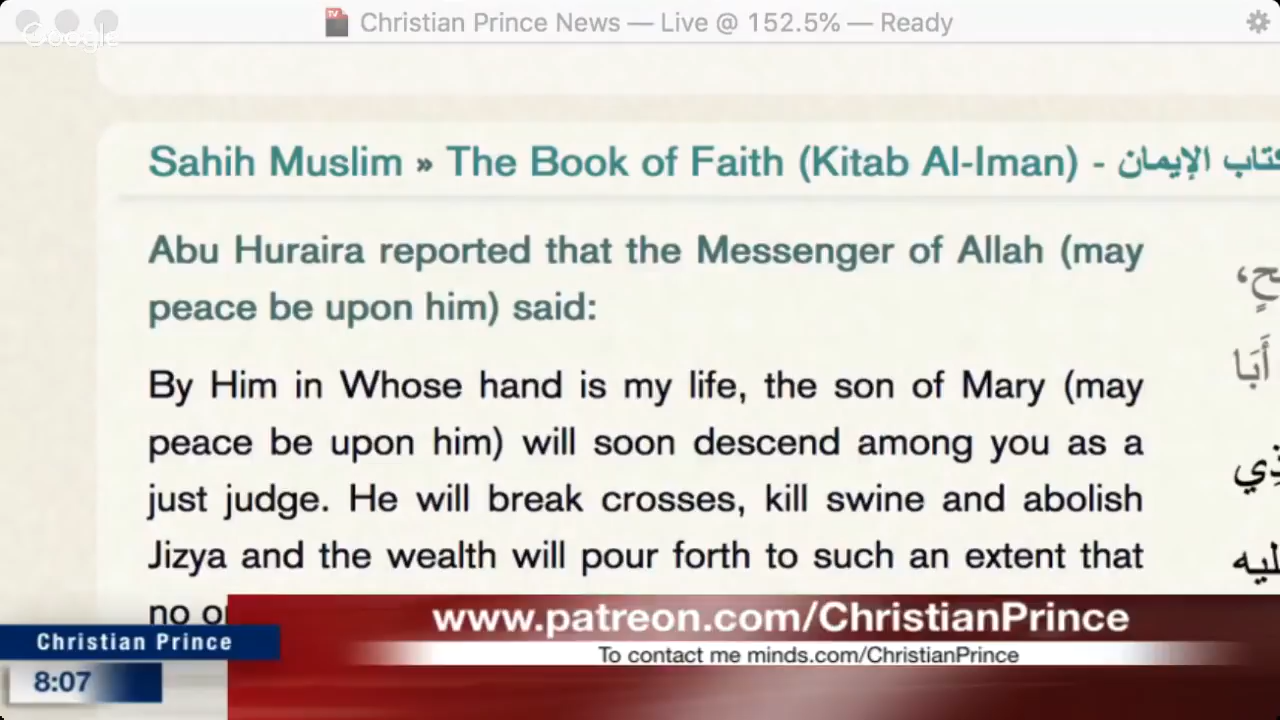 Christian Prince News — Live @ 152.5% — Ready
Google
Sahih Muslim » The Book of Faith (Kitab Al-Iman) - كتاب الإيمان
Abu Huraira reported that the Messenger of Allah (may
peace be upon him) said:
By Him in Whose hand is my life, the son of Mary (may
peace be upon him) will soon descend among you as a
just judge. He will break crosses, kill swine and abolish
Jizya and the wealth will pour forth to such an extent that
no
أَبَا
www.patreon.com/ChristianPrince
To contact me minds.com/ChristianPrince
Christian Prince
8:07